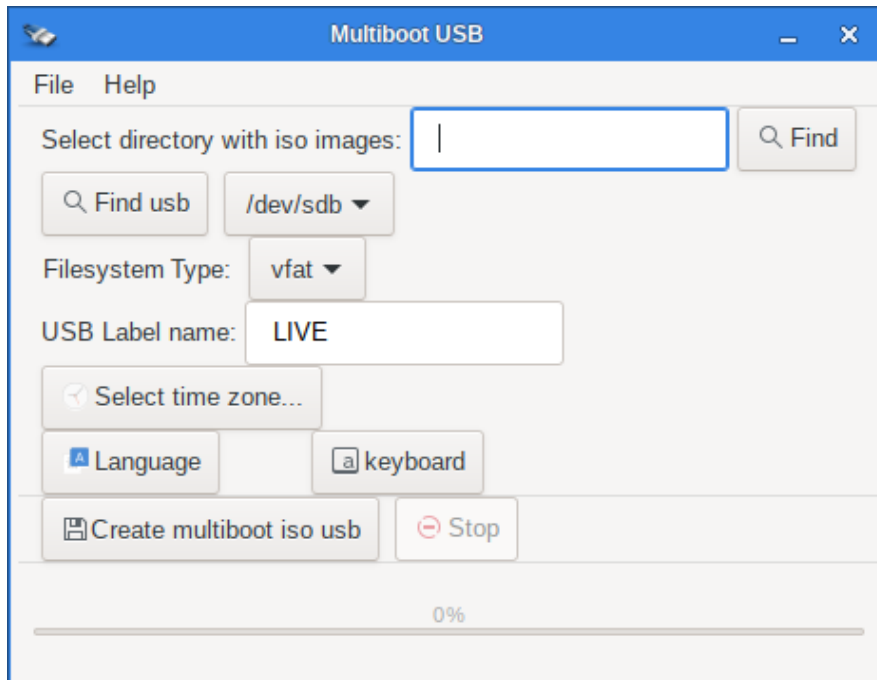 Multiboot USB
File Help
Select directory with iso images: Find
Find usb /dev/sdb
Filesystem Type: vfat
USB Label name: LIVE
Select time zone...
A Language a keyboard
Create multiboot iso usb Stop
0%